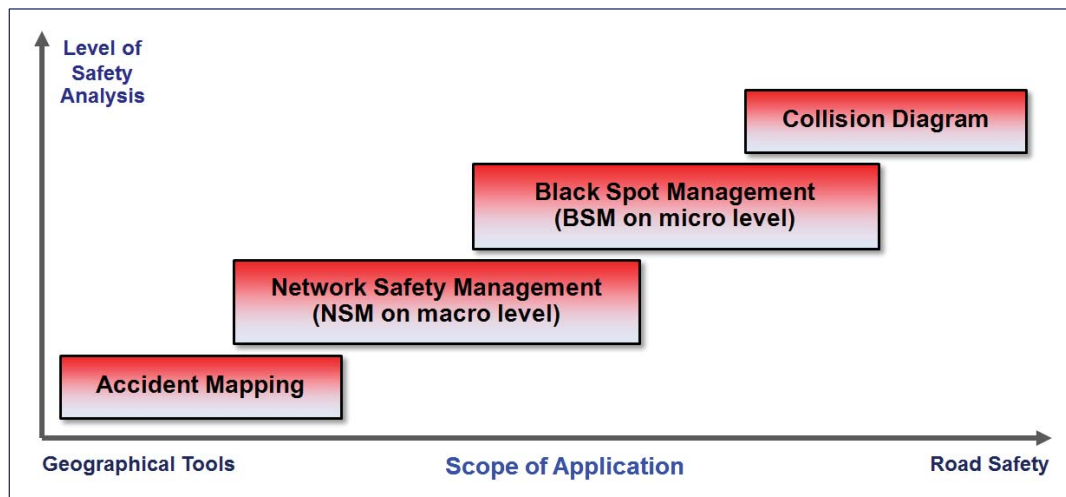 Level of
Safety
Analysis
Collision Diagram
Black Spot Management
(BSM on micro level)
Network Safety Management
(NSM on macro level)
Accident Mapping
Geographical Tools
Scope of Application
Road Safety